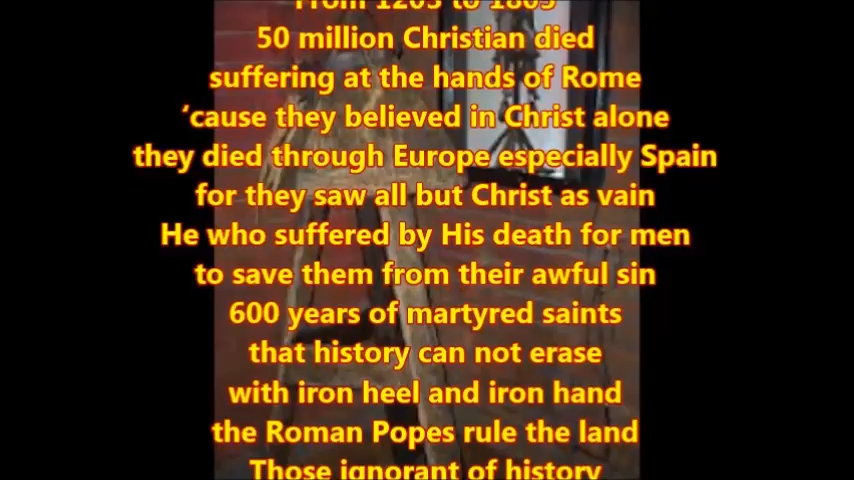 From 1203 to 1805
50 million Christian died
suffering at the hands of Rome
‘cause they believed in Christ alone
they died through Europe especially Spain
for they saw all but Christ as vain
He who suffered by His death for men
to save them from their awful sin
600 years of martyred saints
that history can not erase
with iron heel and iron hand
the Roman Popes rule the land
Those ignorant of history